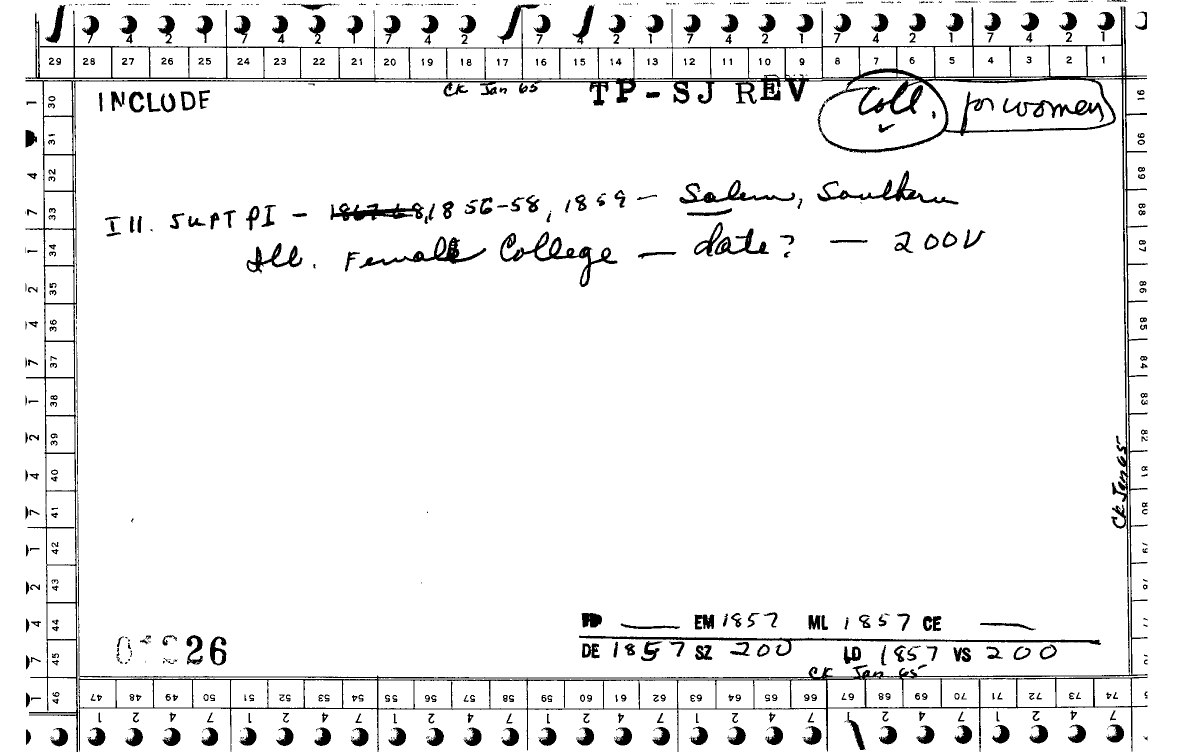 7 4 2 1 7 4 2 1 7 4 2 1 7 4 2 1 7 4 2 1 7 4 2 1 7 4 2 1
29 28 27 26 25 24 23 22 21 20 19 18 17 16 15 14 13 12 11 10 9 8 7 6 5 4 3 2 1
INCLUDE
Ck Jan 65
TP-SJ REV
Coll. for women
Ill. SUPT PI - 1867-68, 1856-58, 1859 - Salem, Southern
Ill. Female College - date? - 200V
Ck Jan 65
EM 1857 ML 1857 CE
DE 1857 SZ 200 LD 1857 VS 200
Ck Jan 65
26
30 31 32 33 34 35 36 37 38 39 40 41 42 43 44 45 46
91 90 89 88 87 86 85 84 83 82 81 80 79 78 77
47 48 49 50 51 52 53 54 55 56 57 58 59 60 61 62 63 64 65 66 67 68 69 70 71 72 73 74
1 2 4 7 1 2 4 7 1 2 4 7 1 2 4 7 1 2 4 7 1 2 4 7 1 2 4 7